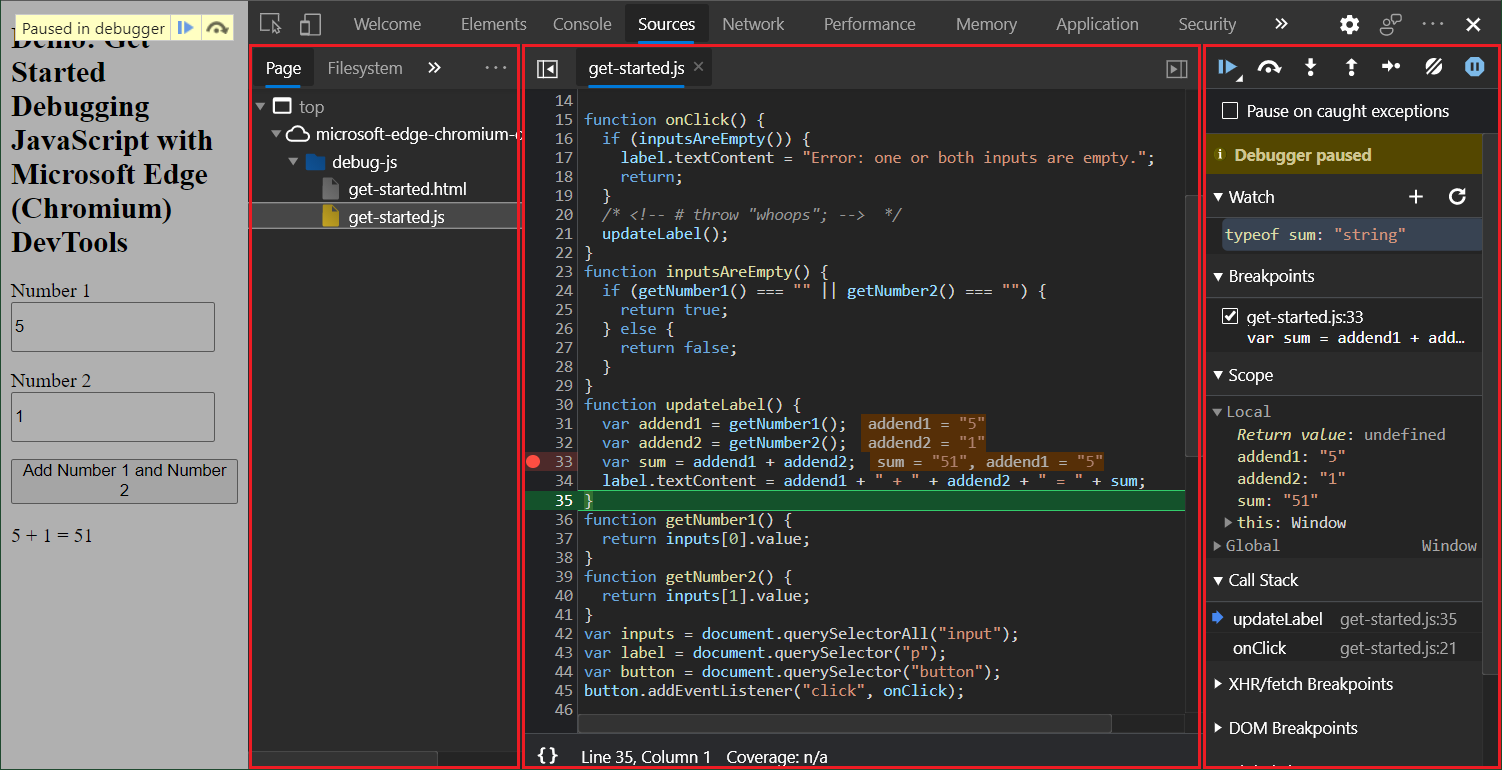 Paused in debugger
Demo: Get
Started
Debugging
JavaScript with
Microsoft Edge
(Chromium)
DevTools
Number 1
5
Number 2
1
Add Number 1 and Number
2
5 + 1 = 51
Welcome Elements Console Sources Network Performance Memory Application Security
Page Filesystem
top
microsoft-edge-chromium-
debug-js
get-started.html
get-started.js
get-started.js
14
15 function onClick() {
16   if (inputsAreEmpty()) {
17     label.textContent = "Error: one or both inputs are empty.";
18     return;
19   }
20   /* <!-- # throw "whoops"; -->  */
21   updateLabel();
22 }
23 function inputsAreEmpty() {
24   if (getNumber1() === "" || getNumber2() === "") {
25     return true;
26   } else {
27     return false;
28   }
29 }
30 function updateLabel() {
31   var addend1 = getNumber1();  addend1 = "5"
32   var addend2 = getNumber2();  addend2 = "1"
33   var sum = addend1 + addend2;  sum = "51", addend1 = "5"
34   label.textContent = addend1 + " + " + addend2 + " = " + sum;
35 }
36 function getNumber1() {
37   return inputs[0].value;
38 }
39 function getNumber2() {
40   return inputs[1].value;
41 }
42 var inputs = document.querySelectorAll("input");
43 var label = document.querySelector("p");
44 var button = document.querySelector("button");
45 button.addEventListener("click", onClick);
46
{} Line 35, Column 1 Coverage: n/a
Pause on caught exceptions
Debugger paused
Watch
typeof sum: "string"
Breakpoints
get-started.js:33
var sum = addend1 + add…
Scope
Local
Return value: undefined
addend1: "5"
addend2: "1"
sum: "51"
this: Window
Global Window
Call Stack
updateLabel get-started.js:35
onClick get-started.js:21
XHR/fetch Breakpoints
DOM Breakpoints